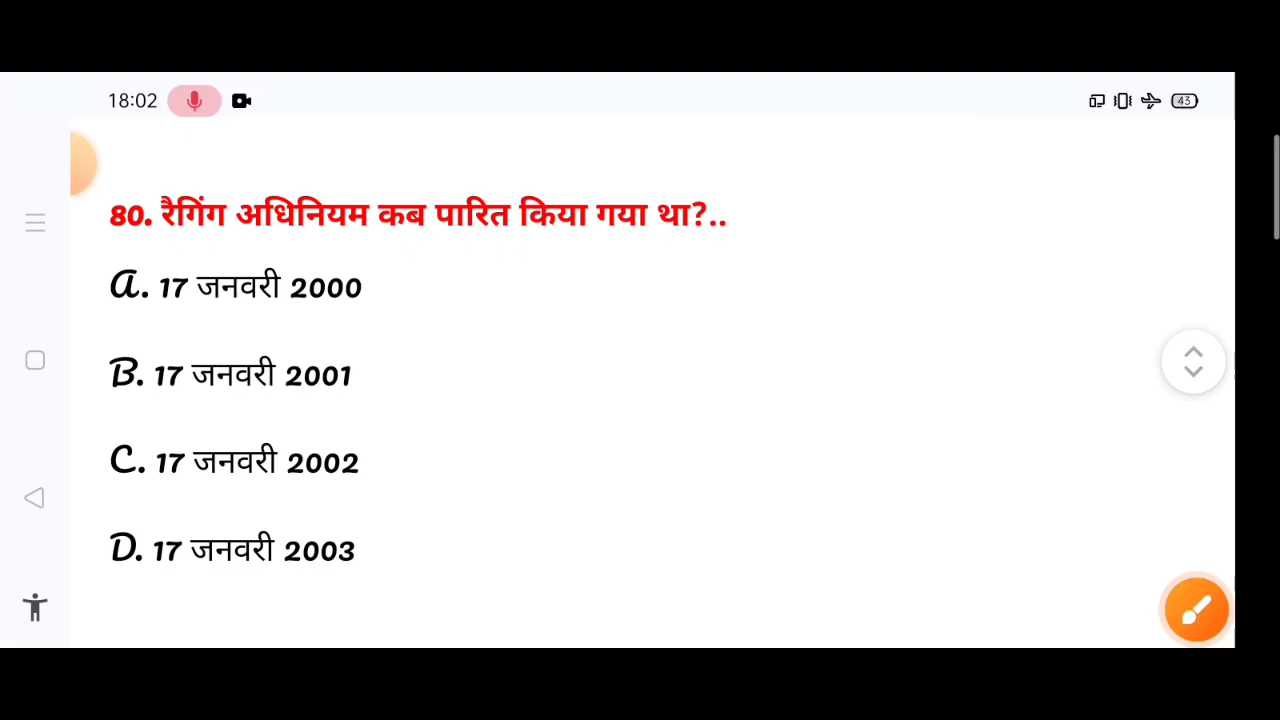 18:02
43
80. रैगिंग अधिनियम कब पारित किया गया था?..
A. 17 जनवरी 2000
B. 17 जनवरी 2001
C. 17 जनवरी 2002
D. 17 जनवरी 2003